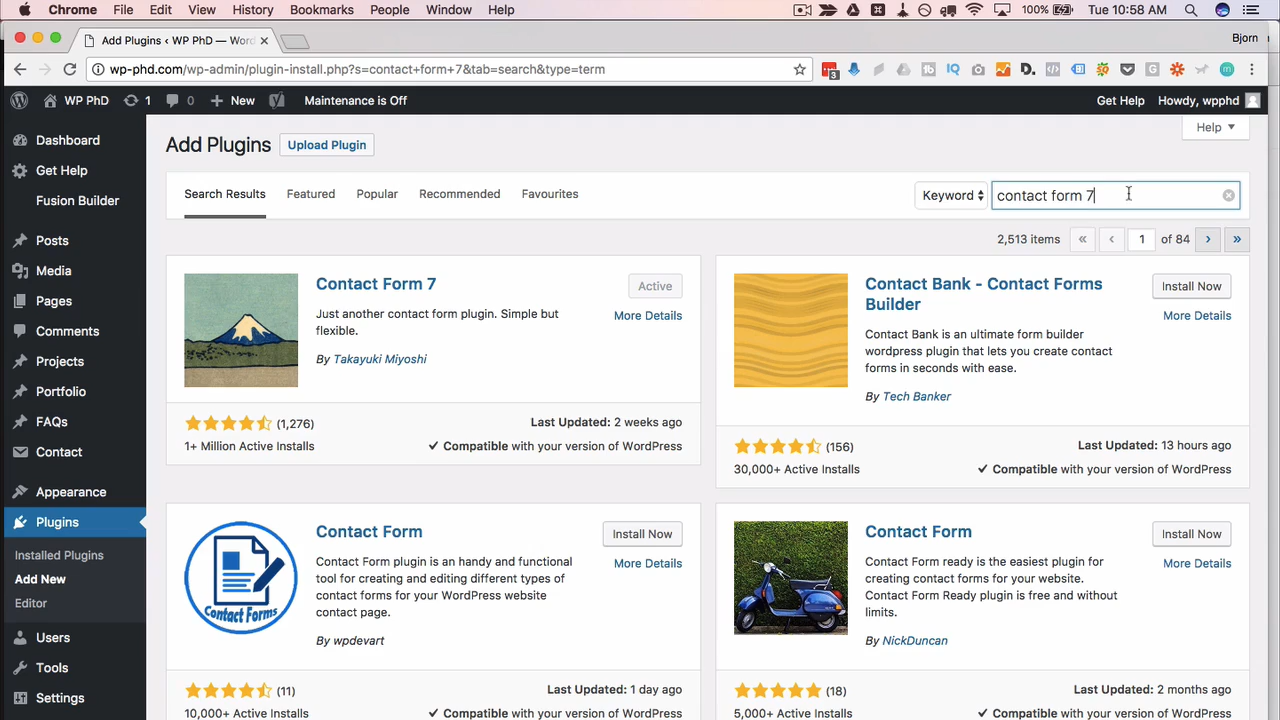 Chrome File Edit View History Bookmarks People Window Help 100% Tue 10:58 AM
Add Plugins ‹ WP PhD — Word
Bjorn
wp-phd.com/wp-admin/plugin-install.php?s=contact+form+7&tab=search&type=term
3
WP PhD 1 0 New Maintenance is Off Get Help Howdy, wpphd
Dashboard
Get Help
Fusion Builder
Posts
Media
Pages
Comments
Projects
Portfolio
FAQs
Contact
Appearance
Plugins
Installed Plugins
Add New
Editor
Users
Tools
Settings
Add Plugins Upload Plugin
Help
Search Results Featured Popular Recommended Favourites Keyword contact form 7
2,513 items « ‹ 1 of 84 › »
Contact Form 7
Active
More Details
Just another contact form plugin. Simple but
flexible.
By Takayuki Miyoshi
(1,276)
Last Updated: 2 weeks ago
1+ Million Active Installs
✓ Compatible with your version of WordPress
Contact Bank - Contact Forms
Builder
Install Now
More Details
Contact Bank is an ultimate form builder
wordpress plugin that lets you create contact
forms in seconds with ease.
By Tech Banker
(156)
Last Updated: 13 hours ago
30,000+ Active Installs
✓ Compatible with your version of WordPress
Contact Forms
Contact Form
Install Now
More Details
Contact Form plugin is an handy and functional
tool for creating and editing different types of
contact forms for your WordPress website
contact page.
By wpdevart
(11)
Last Updated: 1 day ago
10,000+ Active Installs
✓ Compatible with your version of WordPress
Contact Form
Install Now
More Details
Contact Form ready is the easiest plugin for
creating contact forms for your website.
Contact Form Ready plugin is free and without
limits.
By NickDuncan
(18)
Last Updated: 2 months ago
5,000+ Active Installs
✓ Compatible with your version of WordPress